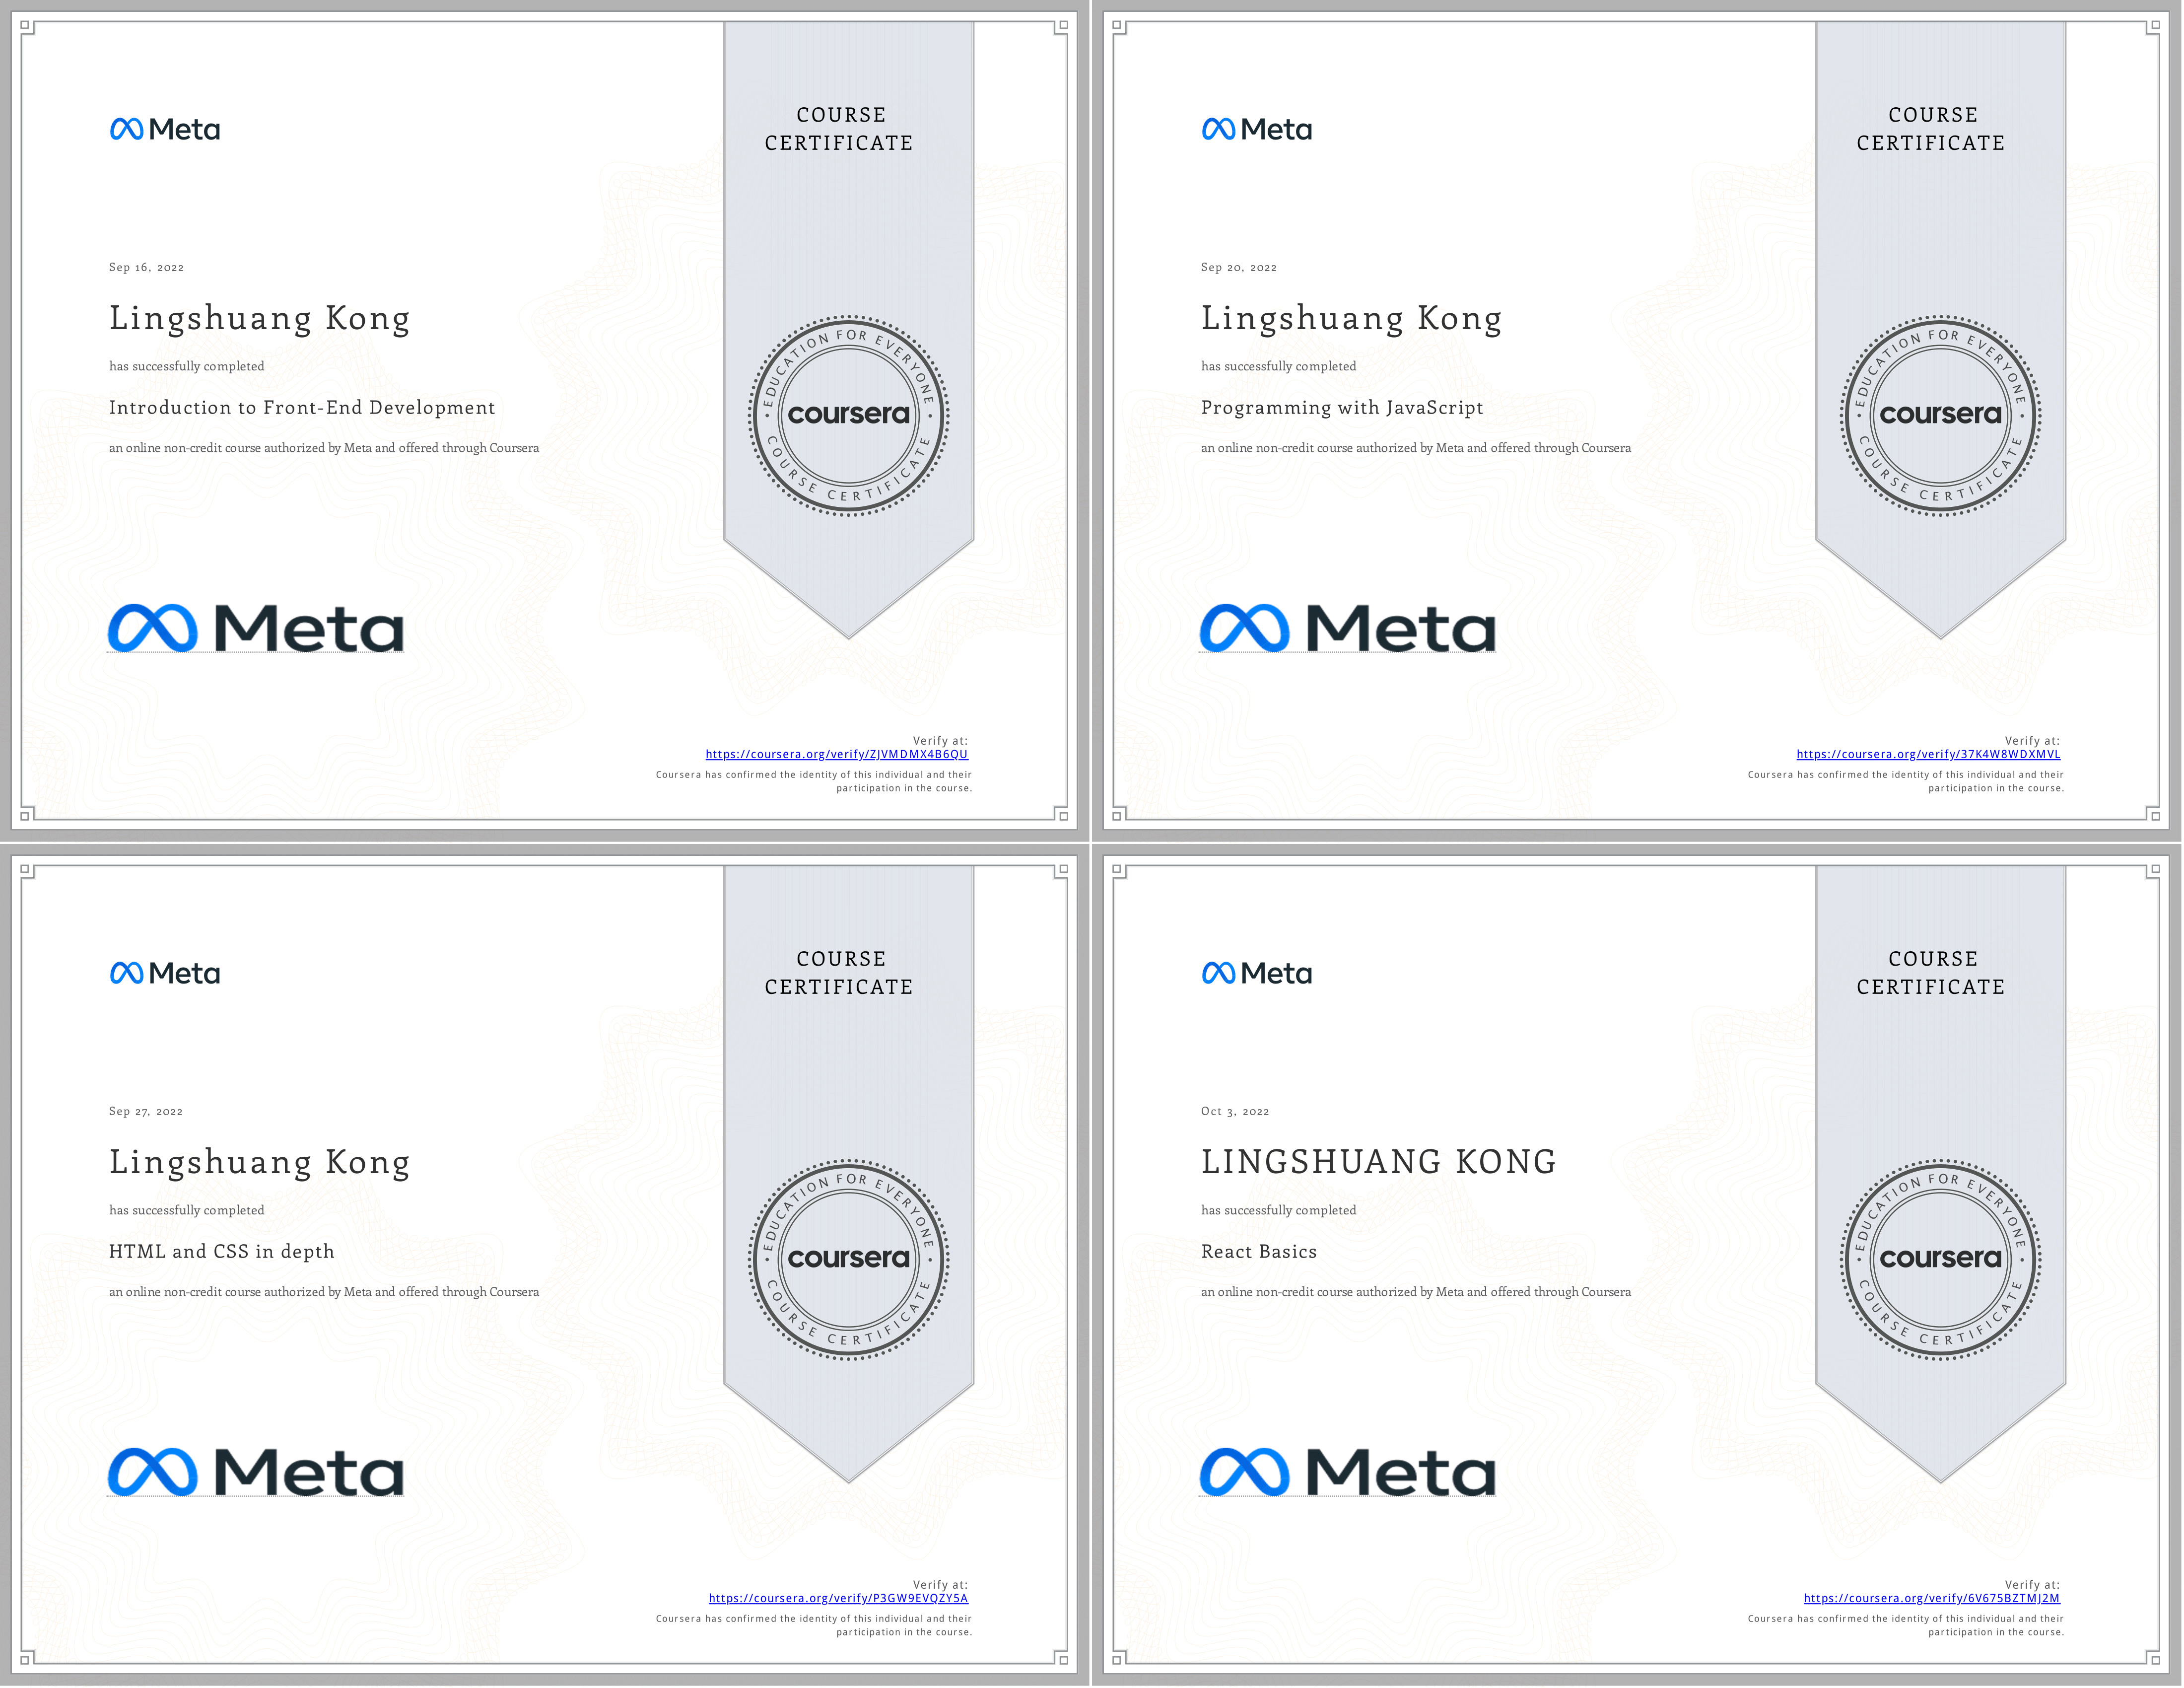 Meta
COURSE
CERTIFICATE
Sep 16, 2022
Lingshuang Kong
has successfully completed
Introduction to Front-End Development
an online non-credit course authorized by Meta and offered through Coursera
EDUCATION FOR EVERYONE
coursera
COURSE CERTIFICATE
Meta
Verify at:
https://coursera.org/verify/ZJVMDMX4B6QU
Coursera has confirmed the identity of this individual and their
participation in the course.
Meta
COURSE
CERTIFICATE
Sep 20, 2022
Lingshuang Kong
has successfully completed
Programming with JavaScript
an online non-credit course authorized by Meta and offered through Coursera
EDUCATION FOR EVERYONE
coursera
COURSE CERTIFICATE
Meta
Verify at:
https://coursera.org/verify/37K4W8WDXMVL
Coursera has confirmed the identity of this individual and their
participation in the course.
Meta
COURSE
CERTIFICATE
Sep 27, 2022
Lingshuang Kong
has successfully completed
HTML and CSS in depth
an online non-credit course authorized by Meta and offered through Coursera
EDUCATION FOR EVERYONE
coursera
COURSE CERTIFICATE
Meta
Verify at:
https://coursera.org/verify/P3GW9EVQZY5A
Coursera has confirmed the identity of this individual and their
participation in the course.
Meta
COURSE
CERTIFICATE
Oct 3, 2022
LINGSHUANG KONG
has successfully completed
React Basics
an online non-credit course authorized by Meta and offered through Coursera
EDUCATION FOR EVERYONE
coursera
COURSE CERTIFICATE
Meta
Verify at:
https://coursera.org/verify/6V675BZTMJ2M
Coursera has confirmed the identity of this individual and their
participation in the course.